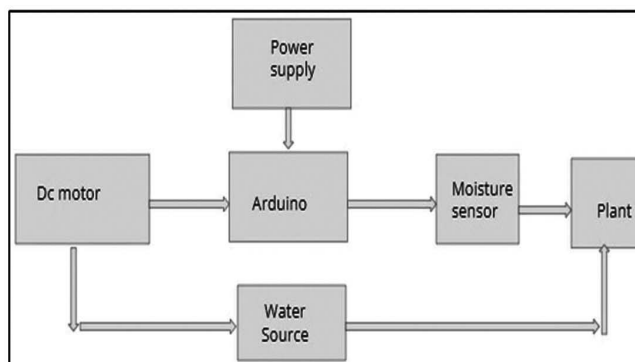 Power
supply
Dc motor
Arduino
Moisture
sensor
Plant
Water
Source